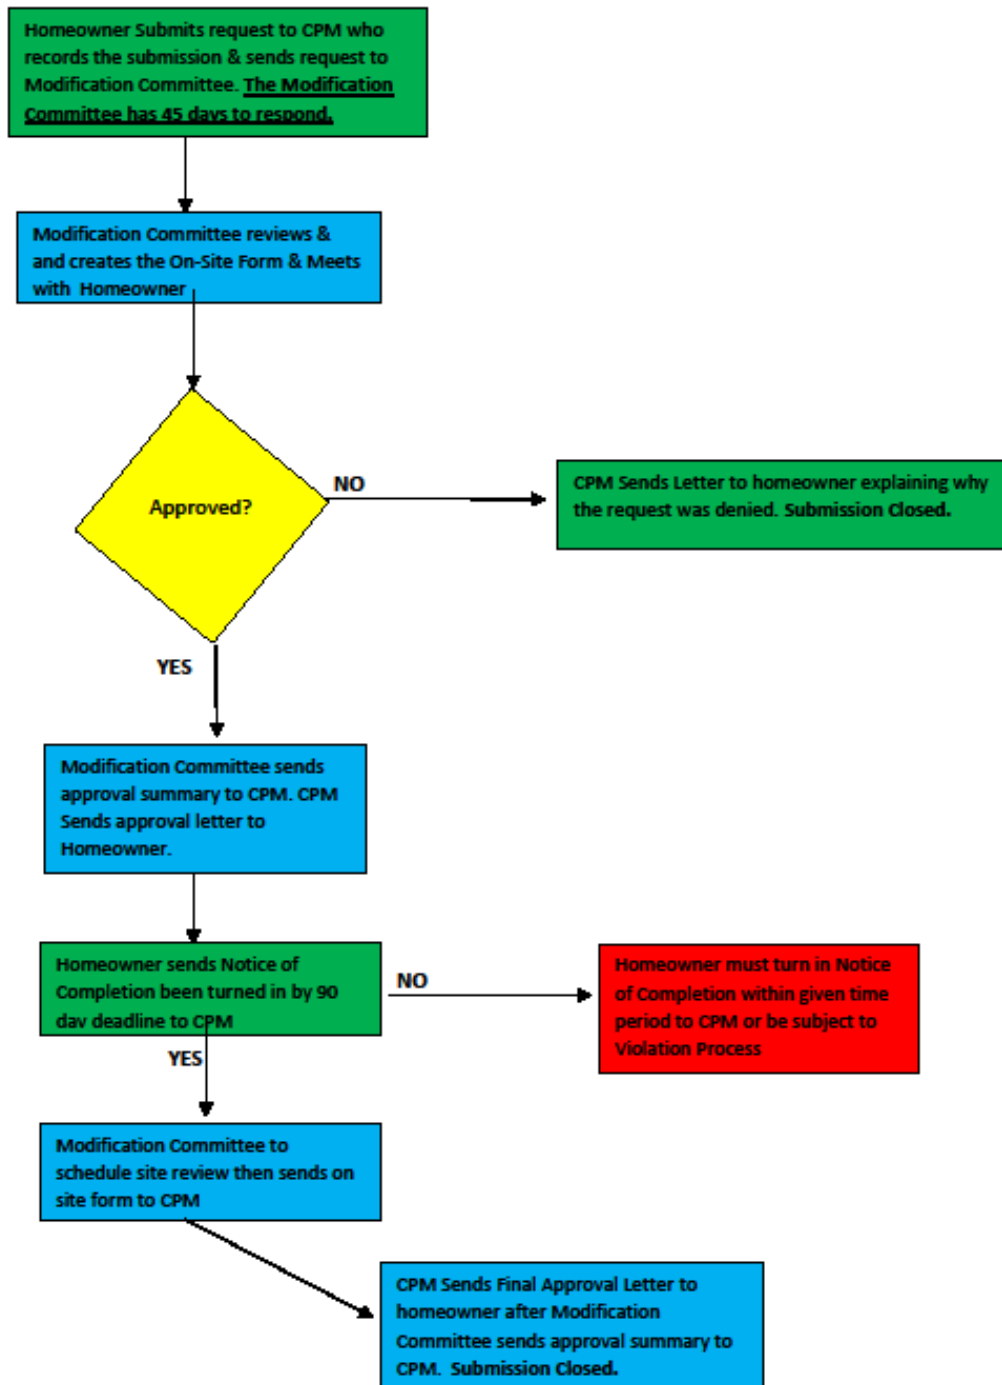 Homeowner Submits request to CPM who
records the submission & sends request to
Modification Committee. The Modification
Committee has 45 days to respond.
Modification Committee reviews &
and creates the On-Site Form & Meets
with Homeowner
Approved?
NO
CPM Sends Letter to homeowner explaining why
the request was denied. Submission Closed.
YES
Modification Committee sends
approval summary to CPM. CPM
Sends approval letter to
Homeowner.
Homeowner sends Notice of
Completion been turned in by 90
day deadline to CPM
NO
Homeowner must turn in Notice
of Completion within given time
period to CPM or be subject to
Violation Process
YES
Modification Committee to
schedule site review then sends on
site form to CPM
CPM Sends Final Approval Letter to
homeowner after Modification
Committee sends approval summary to
CPM. Submission Closed.